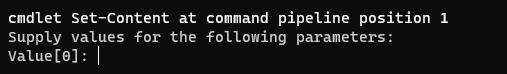 cmdlet Set-Content at command pipeline position 1
Supply values for the following parameters:
Value[0]: